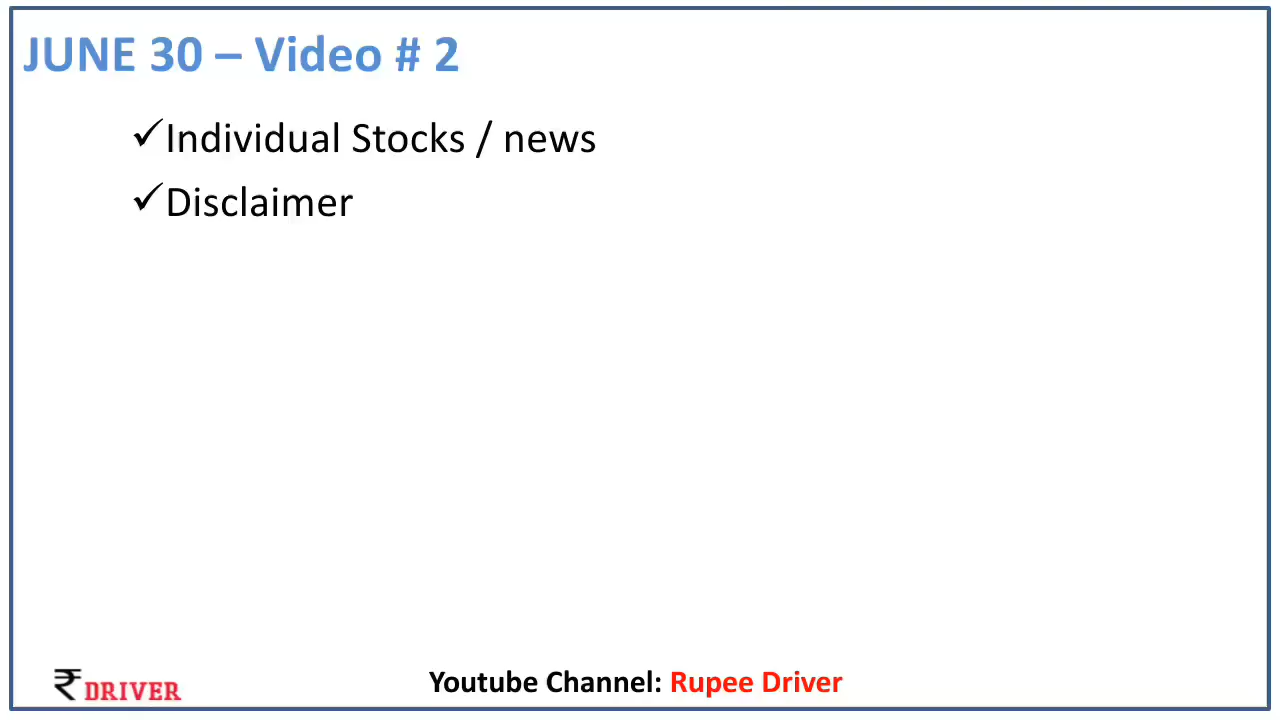 JUNE 30 – Video # 2
✓Individual Stocks / news
✓Disclaimer
₹ DRIVER
Youtube Channel: Rupee Driver